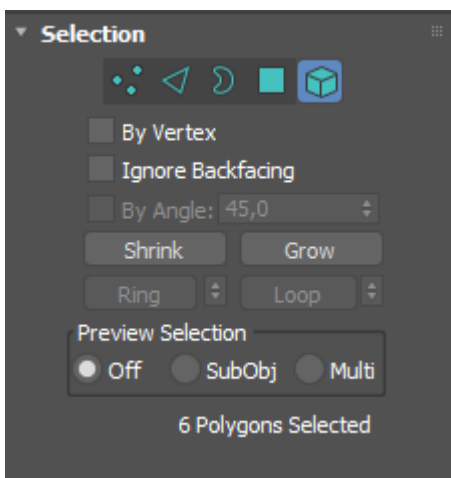 Selection
By Vertex
Ignore Backfacing
By Angle: 45,0
Shrink Grow
Ring Loop
Preview Selection
Off SubObj Multi
6 Polygons Selected